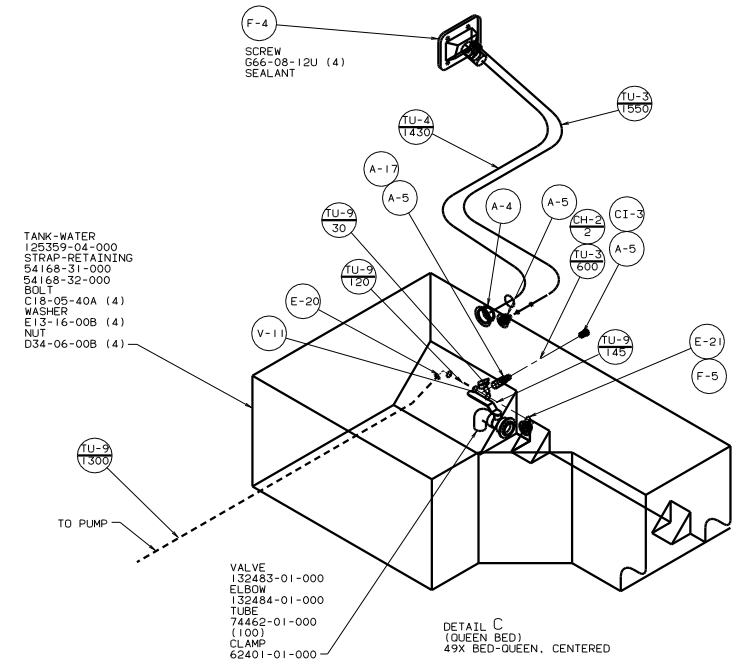 F-4
SCREW
G66-08-12U (4)
SEALANT
TU-3
1550
TU-4
1430
A-17
A-5
A-4
A-5
CH-2
2
CI-3
TU-3
600
A-5
TU-9
30
TU-9
120
E-20
V-11
TANK-WATER
125359-04-000
STRAP-RETAINING
54168-31-000
54168-32-000
BOLT
C18-05-40A (4)
WASHER
E13-16-00B (4)
NUT
D34-06-00B (4)
TU-9
145
E-21
F-5
TU-9
1300
TO PUMP
VALVE
132483-01-000
ELBOW
132484-01-000
TUBE
74462-01-000
(100)
CLAMP
62401-01-000
DETAIL C
(QUEEN BED)
49X BED-QUEEN, CENTERED